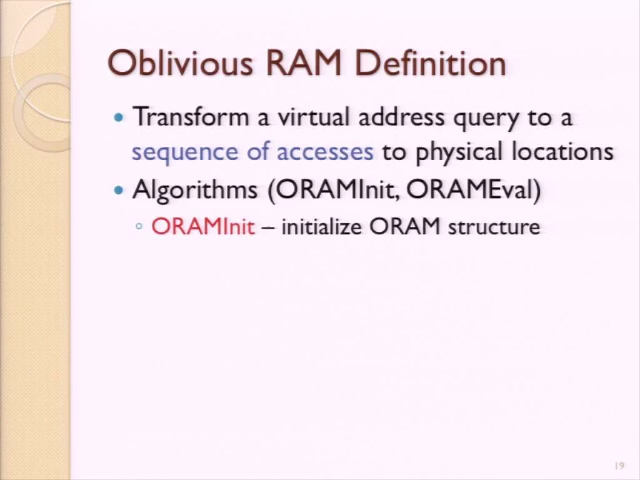 Oblivious RAM Definition
• Transform a virtual address query to a
sequence of accesses to physical locations
• Algorithms (ORAMInit, ORAMEval)
◦ ORAMInit – initialize ORAM structure
19